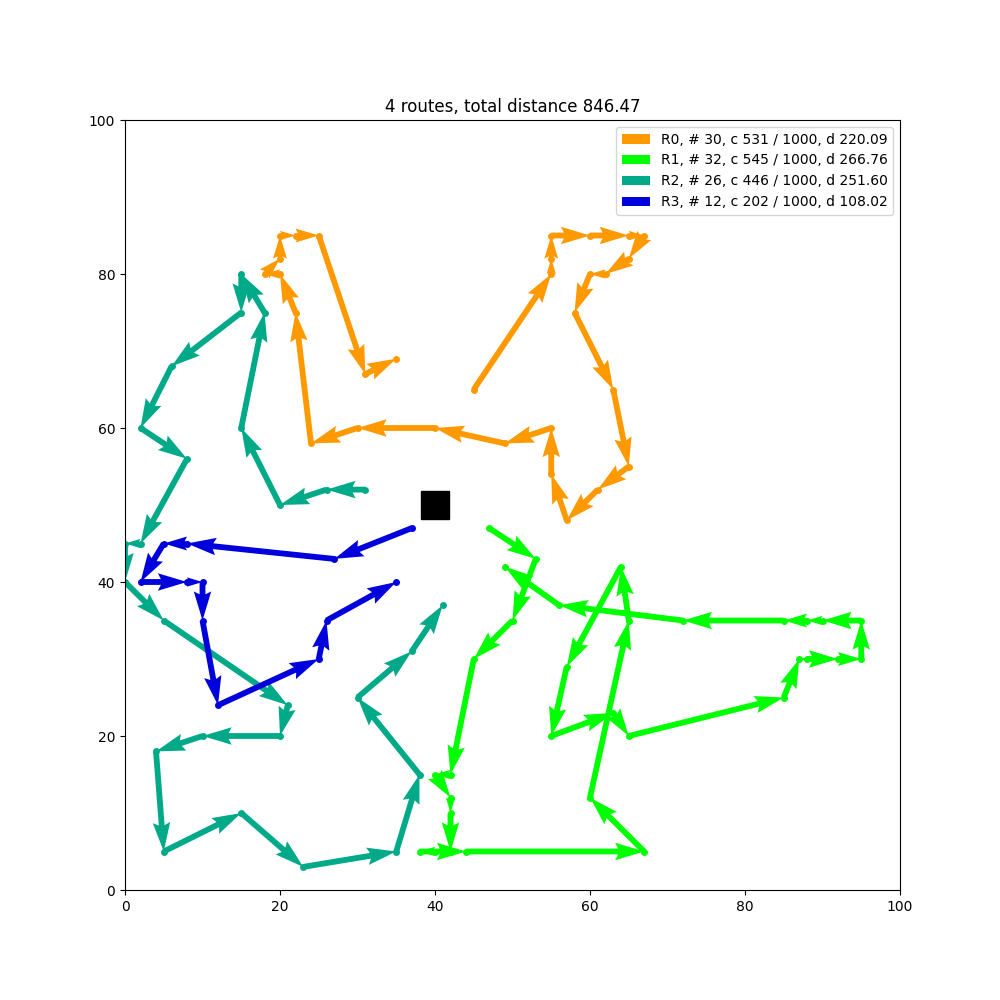 4 routes, total distance 846.47
R0, # 30, c 531 / 1000, d 220.09
R1, # 32, c 545 / 1000, d 266.76
R2, # 26, c 446 / 1000, d 251.60
R3, # 12, c 202 / 1000, d 108.02
100
80
60
40
20
0
0 20 40 60 80 100